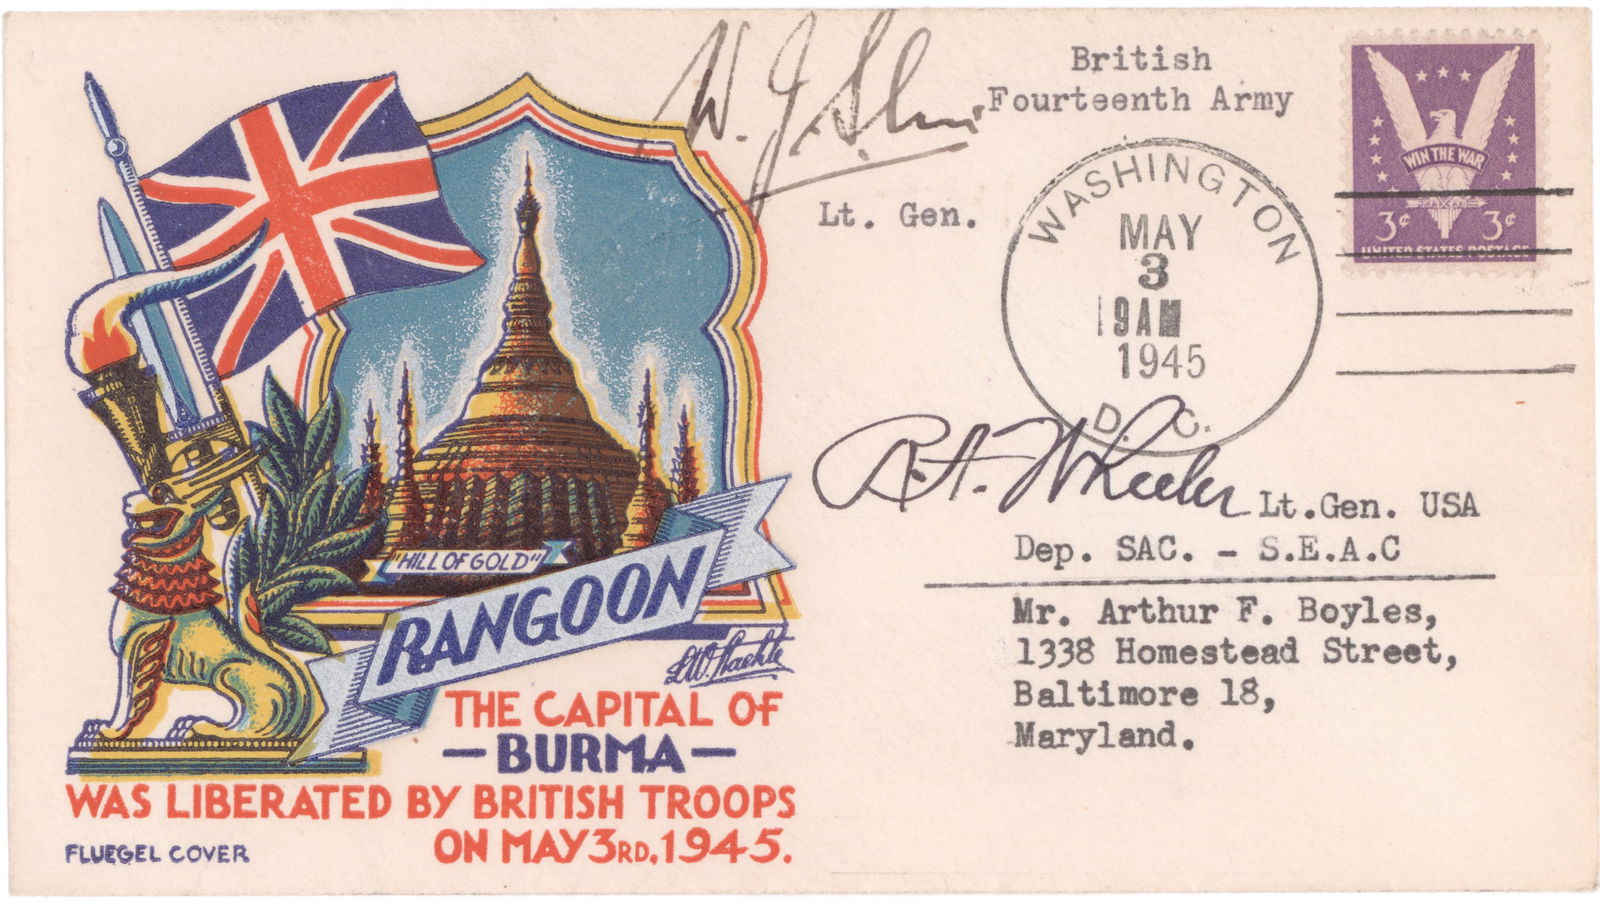 W. J. Slim
British
Fourteenth Army
Lt. Gen.
WASHINGTON
D. C.
MAY
3
9 AM
1945
WIN THE WAR
3¢ 3¢
UNITED STATES POSTAGE
R. A. Wheeler Lt.Gen. USA
Dep. SAC. - S.E.A.C
Mr. Arthur F. Boyles,
1338 Homestead Street,
Baltimore 18,
Maryland.
"HILL OF GOLD"
RANGOON
THE CAPITAL OF
-BURMA-
WAS LIBERATED BY BRITISH TROOPS
ON MAY 3RD, 1945.
FLUEGEL COVER